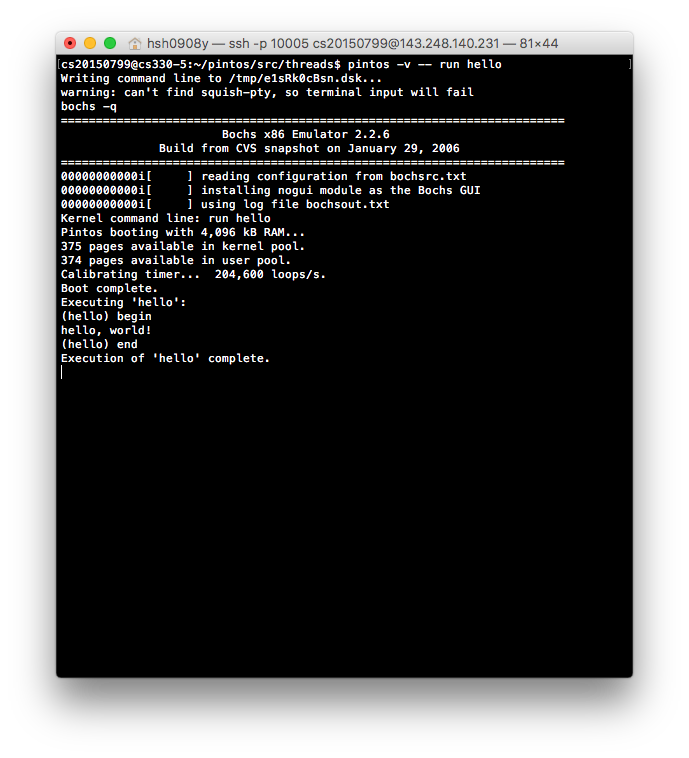 hsh0908y — ssh -p 10005 cs20150799@143.248.140.231 — 81×44
[cs20150799@cs330-5:~/pintos/src/threads$ pintos -v -- run hello ]
Writing command line to /tmp/e1sRk0cBsn.dsk...
warning: can't find squish-pty, so terminal input will fail
bochs -q
========================================================================
Bochs x86 Emulator 2.2.6
Build from CVS snapshot on January 29, 2006
========================================================================
00000000000i[     ] reading configuration from bochsrc.txt
00000000000i[     ] installing nogui module as the Bochs GUI
00000000000i[     ] using log file bochsout.txt
Kernel command line: run hello
Pintos booting with 4,096 kB RAM...
375 pages available in kernel pool.
374 pages available in user pool.
Calibrating timer...  204,600 loops/s.
Boot complete.
Executing 'hello':
(hello) begin
hello, world!
(hello) end
Execution of 'hello' complete.